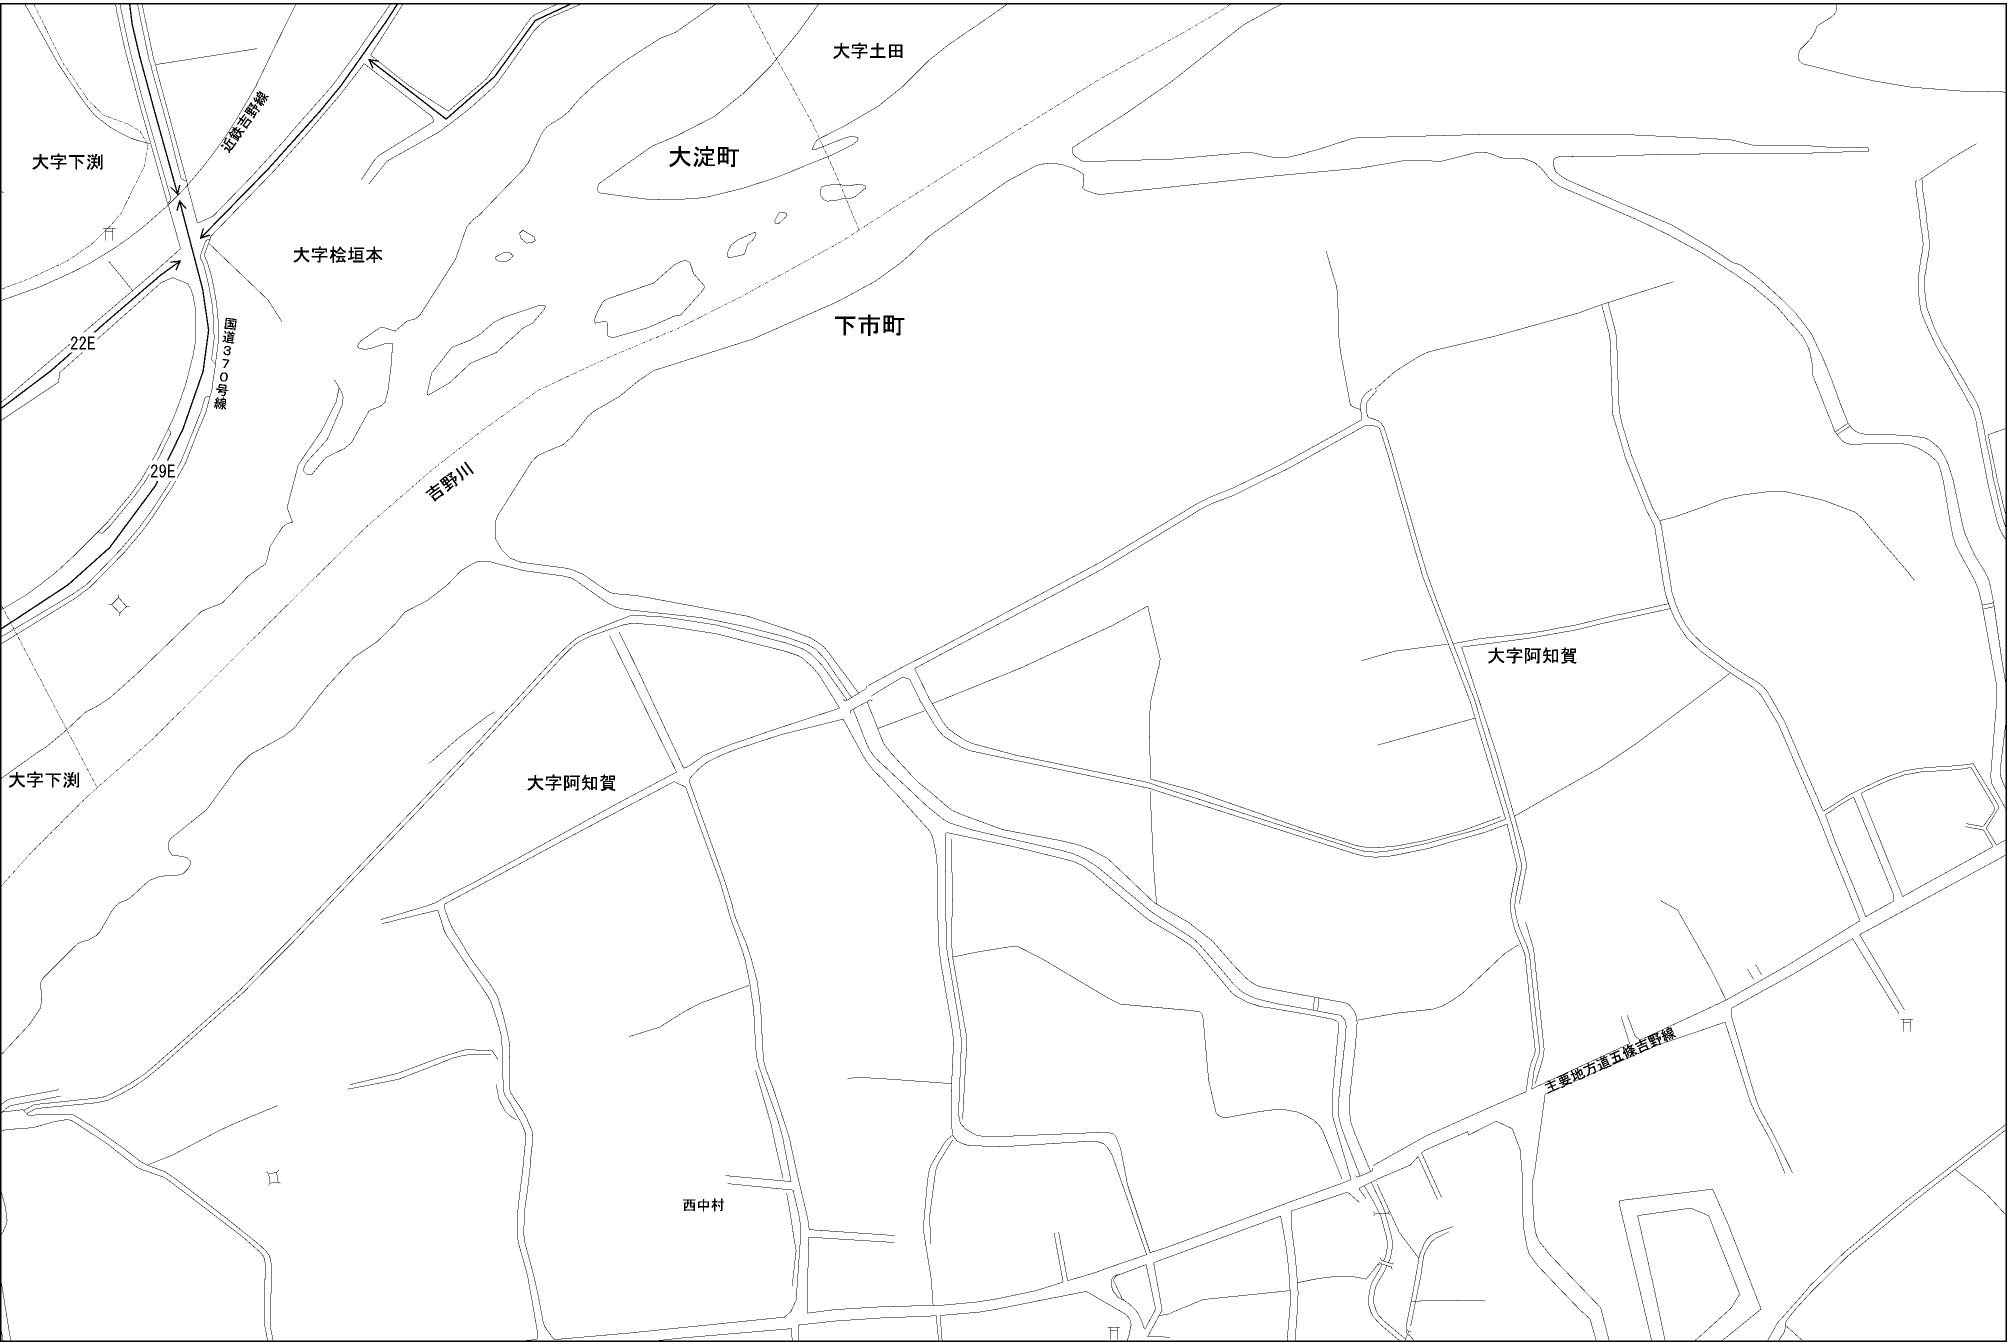 大字土田
近鉄吉野線
大字下渕
大淀町
大字桧垣本
国道370号線
22E
下市町
29E
吉野川
大字阿知賀
大字下渕
大字阿知賀
主要地方道五條吉野線
西中村